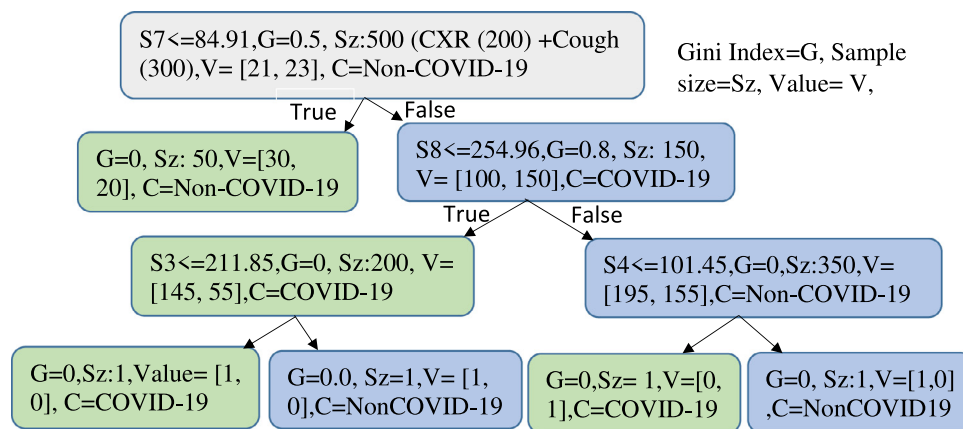 S7<=84.91,G=0.5, Sz:500 (CXR (200) +Cough
(300),V= [21, 23], C=Non-COVID-19
Gini Index=G, Sample
size=Sz, Value= V,
True
False
G=0, Sz: 50,V=[30,
20], C=Non-COVID-19
S8<=254.96,G=0.8, Sz: 150,
V= [100, 150],C=COVID-19
True
False
S3<=211.85,G=0, Sz:200, V=
[145, 55],C=COVID-19
S4<=101.45,G=0,Sz:350,V=
[195, 155],C=Non-COVID-19
G=0,Sz:1,Value= [1,
0], C=COVID-19
G=0.0, Sz=1,V= [1,
0],C=NonCOVID-19
G=0,Sz= 1,V=[0,
1],C=COVID-19
G=0, Sz:1,V=[1,0]
,C=NonCOVID19